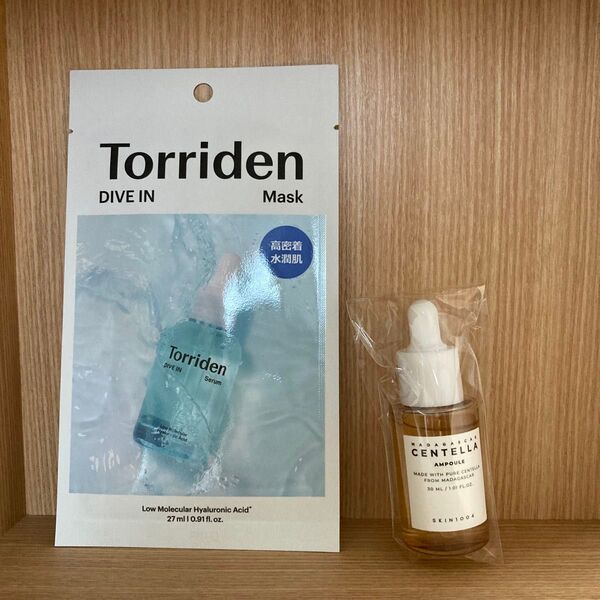 Torriden
DIVE IN Mask
高密着
水潤肌
Torriden
DIVE IN
Serum
Low Molecular Hyaluronic Acid*
27 ml | 0.91 fl. oz.
MADAGASCAR
CENTELLA
AMPOULE
MADE WITH PURE CENTELLA
FROM MADAGASCAR
30 ML / 1.01 FL.OZ.
SKIN1004